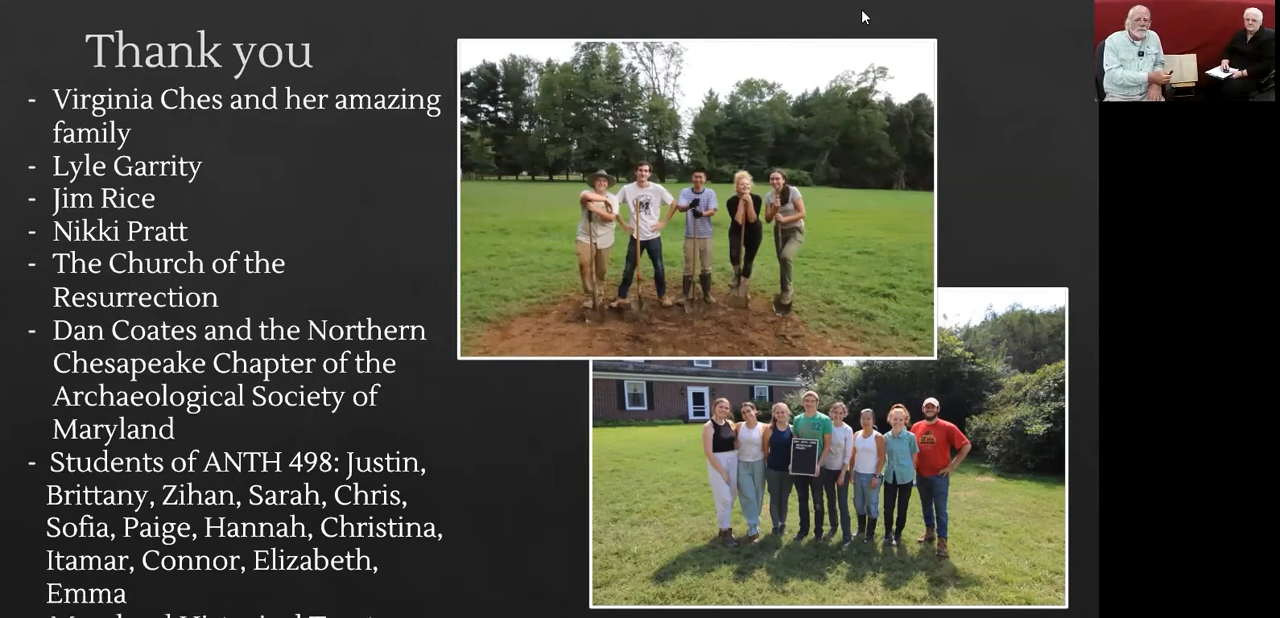 Thank you
- Virginia Ches and her amazing
family
- Lyle Garrity
- Jim Rice
- Nikki Pratt
- The Church of the
Resurrection
- Dan Coates and the Northern
Chesapeake Chapter of the
Archaeological Society of
Maryland
- Students of ANTH 498: Justin,
Brittany, Zihan, Sarah, Chris,
Sofia, Paige, Hannah, Christina,
Itamar, Connor, Elizabeth,
Emma
M